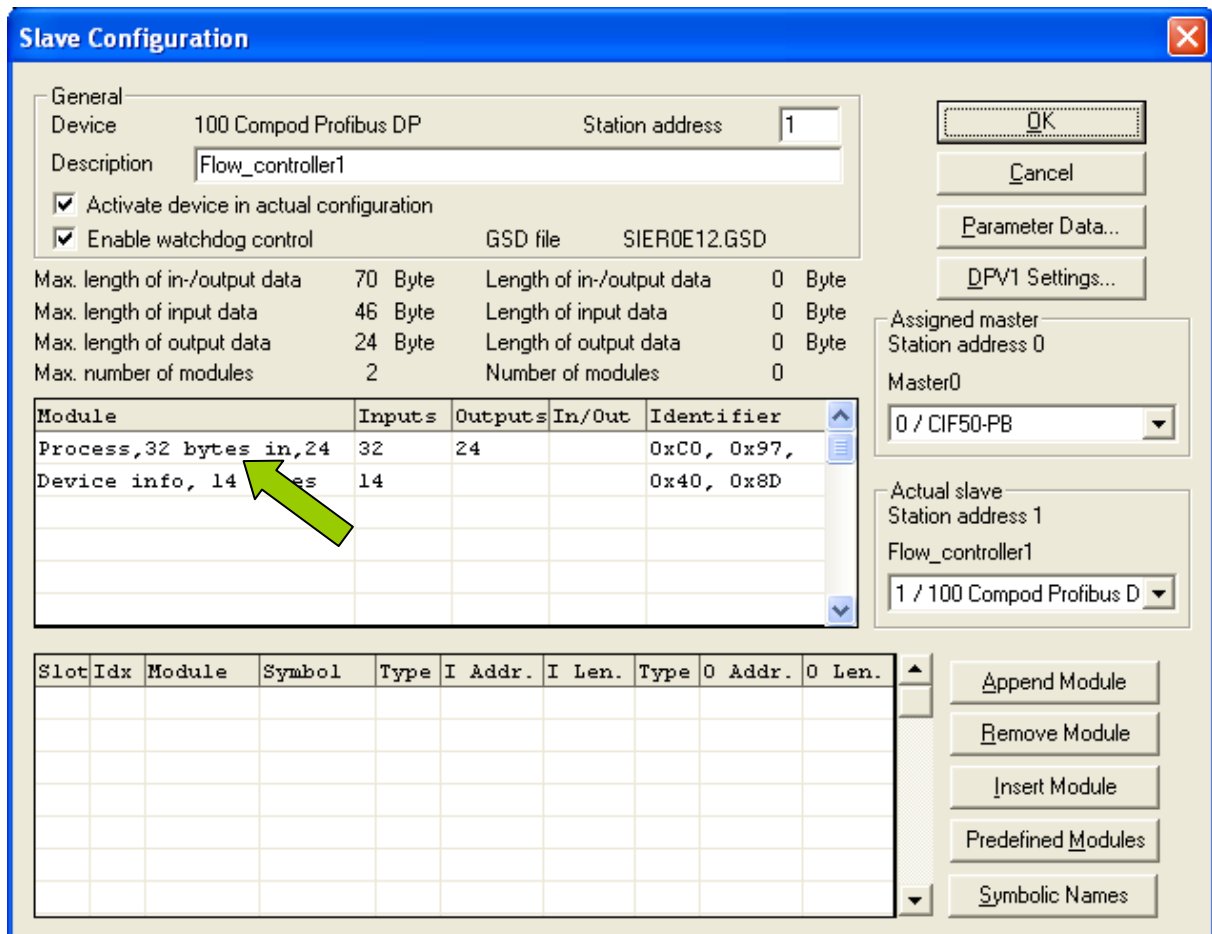 Slave Configuration
General
Device 100 Compod Profibus DP Station address 1
Description Flow_controller1
Activate device in actual configuration
Enable watchdog control GSD file SIER0E12.GSD
Max. length of in-/output data 70 Byte Length of in-/output data 0 Byte
Max. length of input data 46 Byte Length of input data 0 Byte
Max. length of output data 24 Byte Length of output data 0 Byte
Max. number of modules 2 Number of modules 0
Module Inputs Outputs In/Out Identifier
Process,32 bytes in,24 32 24 0xC0, 0x97,
Device info, 14 14 0x40, 0x8D
Slot Idx Module Symbol Type I Addr. I Len. Type O Addr. O Len.
OK
Cancel
Parameter Data...
DPV1 Settings...
Assigned master
Station address 0
Master0
0 / CIF50-PB
Actual slave
Station address 1
Flow_controller1
1 / 100 Compod Profibus D
Append Module
Remove Module
Insert Module
Predefined Modules
Symbolic Names